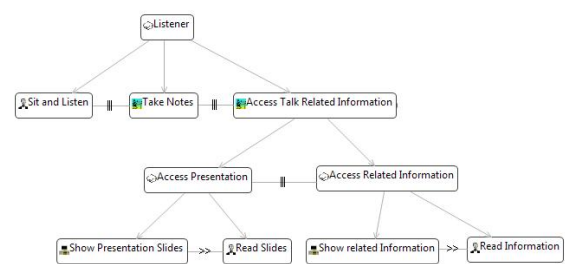 Listener
Sit and Listen ||| Take Notes ||| Access Talk Related Information
Access Presentation ||| Access Related Information
Show Presentation Slides >> Read Slides Show related Information >> Read Information